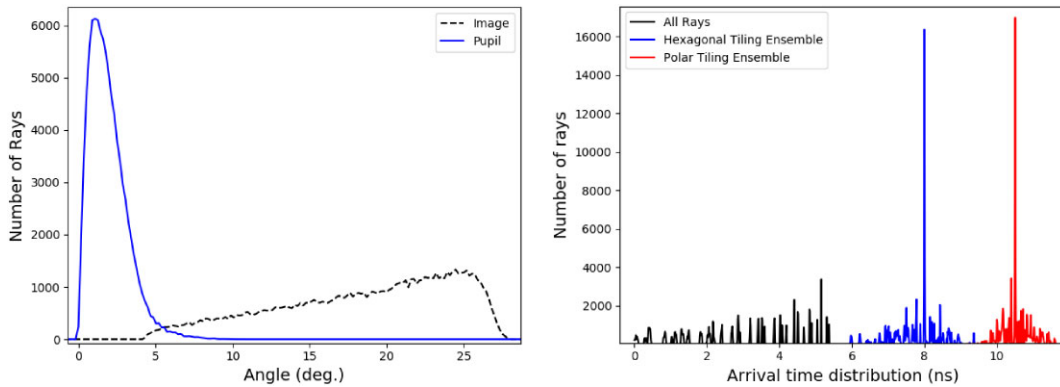 Image
Pupil
Number of Rays
6000
5000
4000
3000
2000
1000
0
0 5 10 15 20 25
Angle (deg.)
All Rays
Hexagonal Tiling Ensemble
Polar Tiling Ensemble
Number of rays
16000
14000
12000
10000
8000
6000
4000
2000
0 2 4 6 8 10
Arrival time distribution (ns)